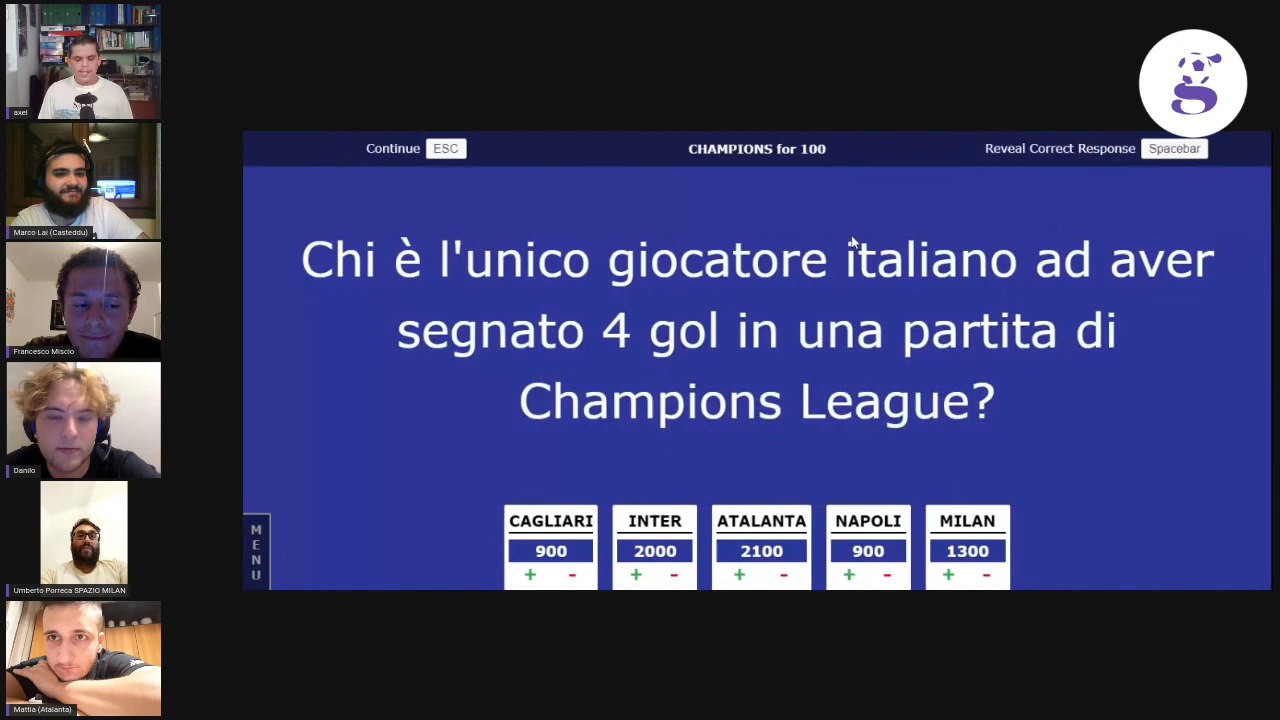 axel
Marco Lai (Casteddu)
Francesco Miscio
Danilo
Umberto Porreca SPAZIO MILAN
Mattia (Atalanta)
Continue ESC
CHAMPIONS for 100
Reveal Correct Response Spacebar
Chi è l'unico giocatore italiano ad aver
segnato 4 gol in una partita di
Champions League?
MENU
CAGLIARI INTER ATALANTA NAPOLI MILAN
900 2000 2100 900 1300
+ - + - + - + - + -
g